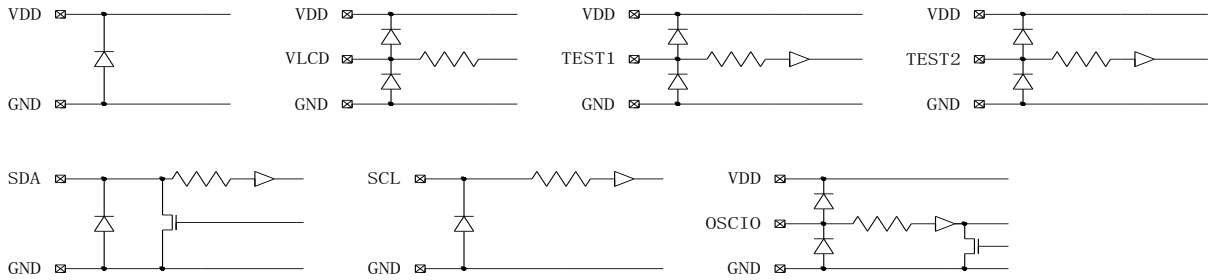 VDD
VDD
VDD
VDD
VLCD
TEST1
TEST2
GND
GND
GND
GND
SDA
SCL
VDD
OSCIO
GND
GND
GND